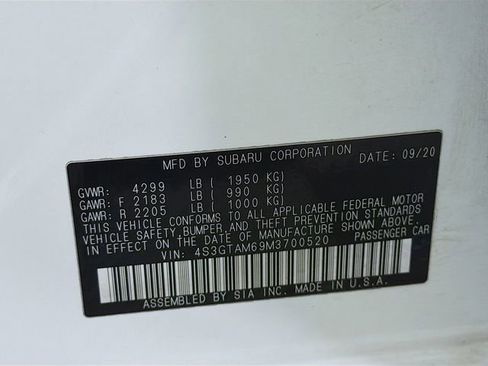 MFD BY SUBARU CORPORATION DATE: 09/20
GVWR: 4299 LB ( 1950 KG)
GAWR: F 2183 LB ( 990 KG)
GAWR: R 2205 LB ( 1000 KG)
THIS VEHICLE CONFORMS TO ALL APPLICABLE FEDERAL MOTOR
VEHICLE SAFETY, BUMPER, AND THEFT PREVENTION
STANDARDS IN EFFECT ON THE DATE OF MANUFACTURE SHOWN ABOVE.
VIN: 4S3GTAM69M3700520 PASSENGER CAR
ASSEMBLED BY SIA INC. MADE IN U.S.A.